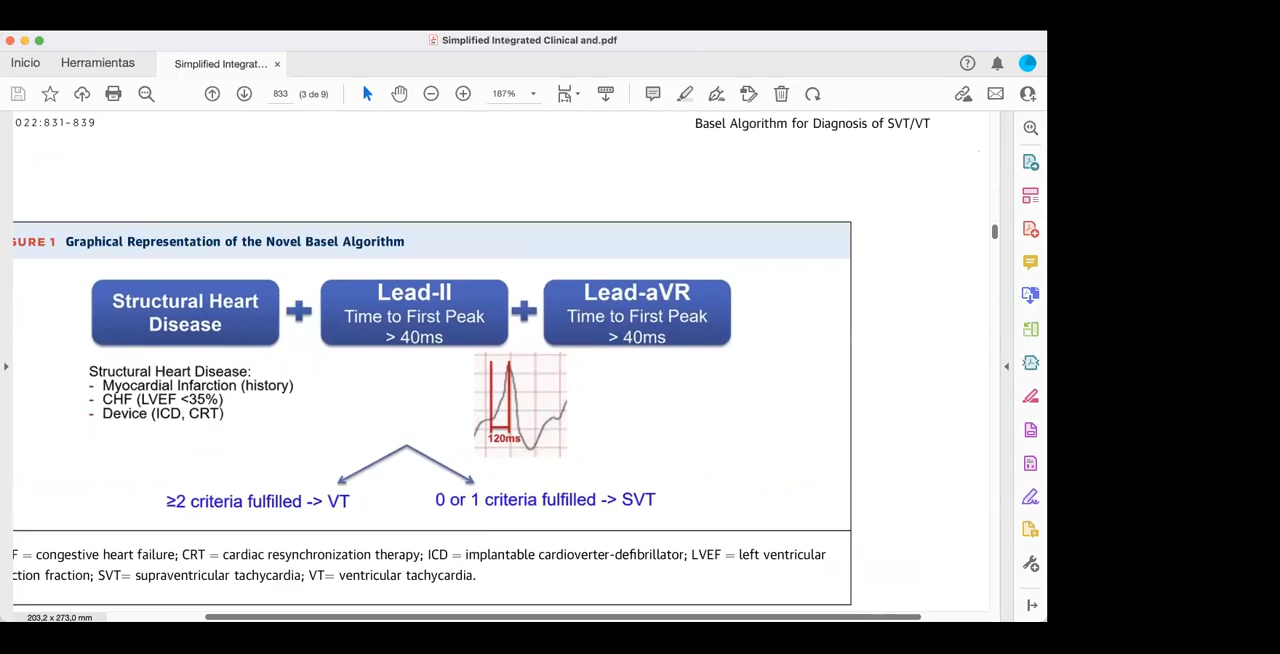 Simplified Integrated Clinical and.pdf
Inicio Herramientas Simplified Integrat... ×
833 (3 de 9) 187%
022:831-839 Basel Algorithm for Diagnosis of SVT/VT
SURE 1 Graphical Representation of the Novel Basel Algorithm
Structural Heart
Disease
Lead-II
Time to First Peak
> 40ms
Lead-aVR
Time to First Peak
> 40ms
Structural Heart Disease:
- Myocardial Infarction (history)
- CHF (LVEF <35%)
- Device (ICD, CRT)
120ms
≥2 criteria fulfilled -> VT
0 or 1 criteria fulfilled -> SVT
F = congestive heart failure; CRT = cardiac resynchronization therapy; ICD = implantable cardioverter-defibrillator; LVEF = left ventricular
ction fraction; SVT= supraventricular tachycardia; VT= ventricular tachycardia.
203,2 x 273,0 mm